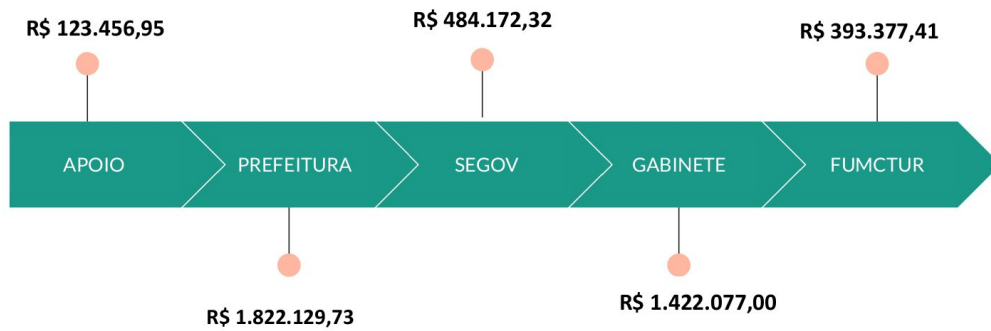 R$ 123.456,95
R$ 484.172,32
R$ 393.377,41
APOIO
PREFEITURA
SEGOV
GABINETE
FUMCTUR
R$ 1.822.129,73
R$ 1.422.077,00